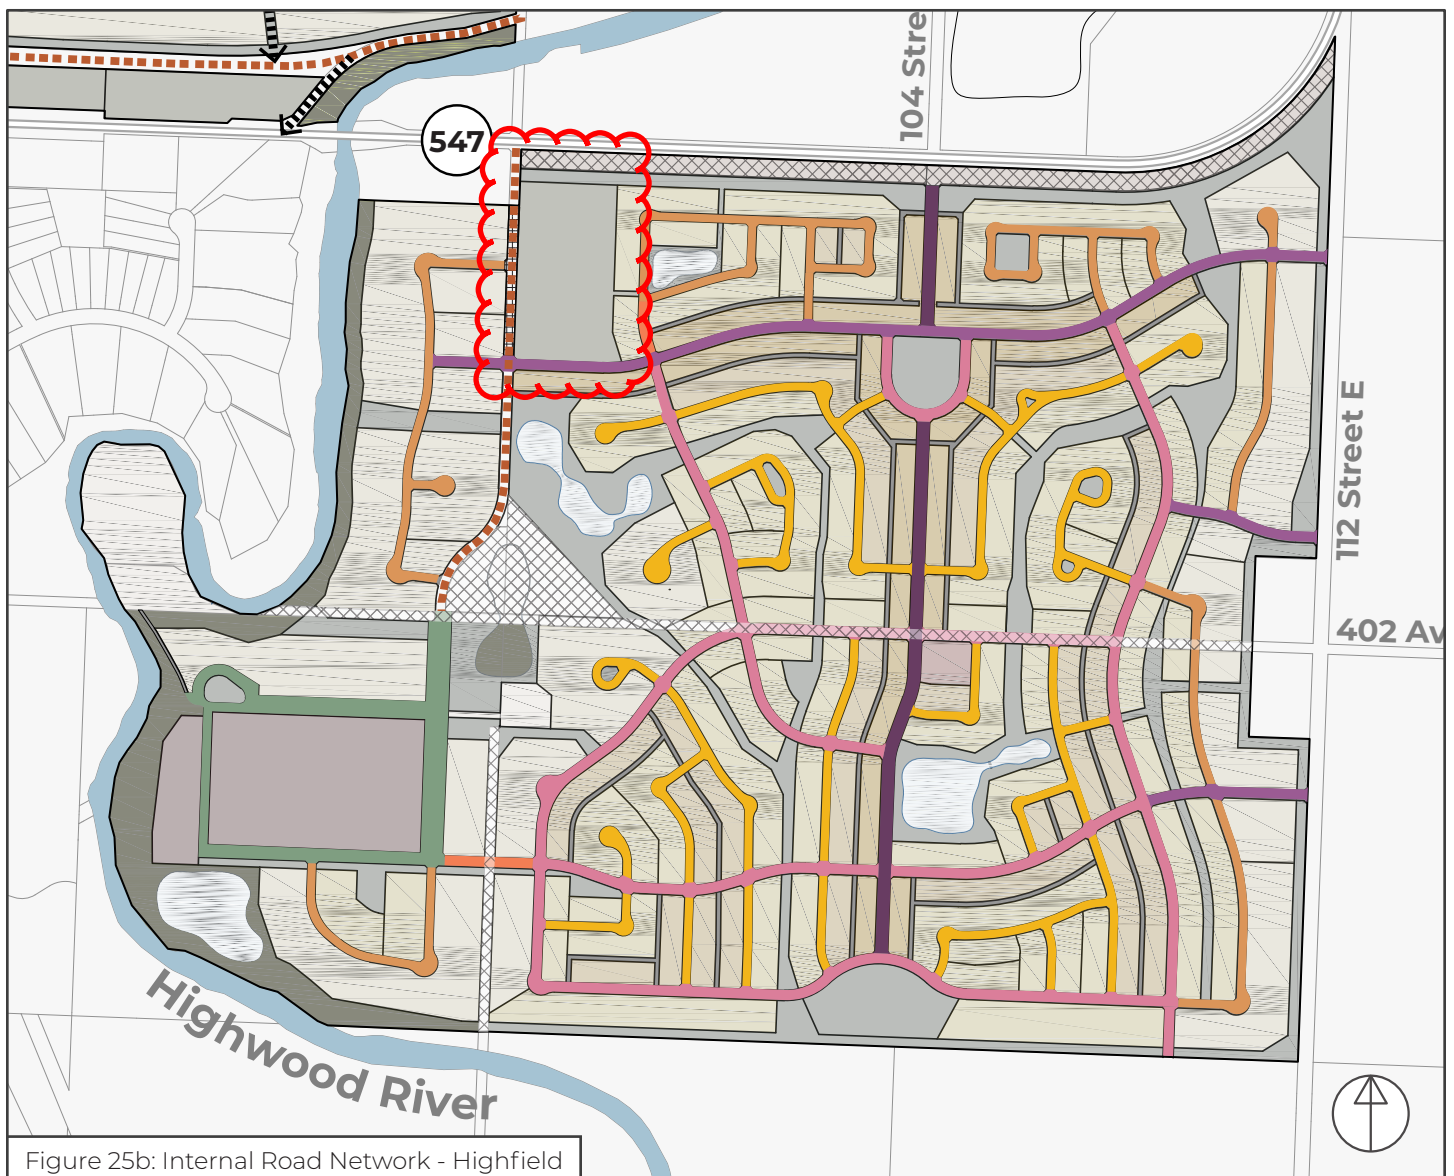 104 Stre
547
112 Street E
402 Av
Highwood River
Figure 25b: Internal Road Network - Highfield